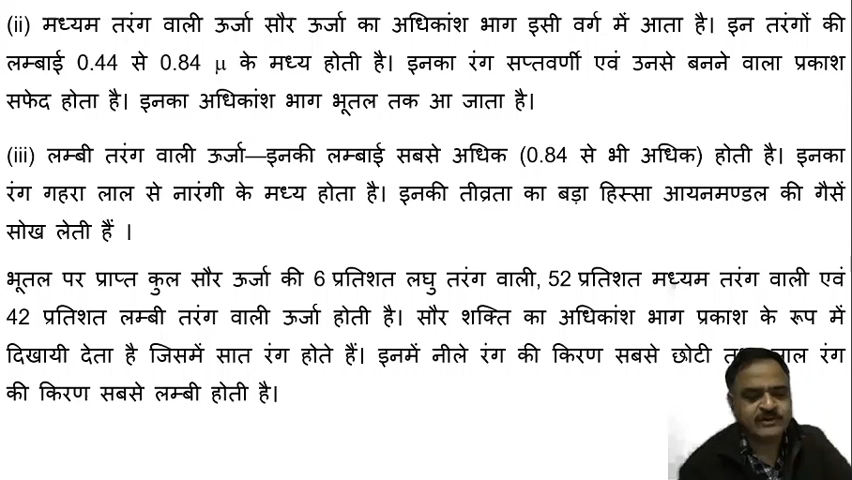 (ii) मध्यम तरंग वाली ऊर्जा सौर ऊर्जा का अधिकांश भाग इसी वर्ग में आता है। इन तरंगों की
लम्बाई 0.44 से 0.84 μ के मध्य होती है। इनका रंग सप्तवर्णी एवं उनसे बनने वाला प्रकाश
सफेद होता है। इनका अधिकांश भाग भूतल तक आ जाता है।
(iii) लम्बी तरंग वाली ऊर्जा—इनकी लम्बाई सबसे अधिक (0.84 से भी अधिक) होती है। इनका
रंग गहरा लाल से नारंगी के मध्य होता है। इनकी तीव्रता का बड़ा हिस्सा आयनमण्डल की गैसें
सोख लेती हैं ।
भूतल पर प्राप्त कुल सौर ऊर्जा की 6 प्रतिशत लघु तरंग वाली, 52 प्रतिशत मध्यम तरंग वाली एवं
42 प्रतिशत लम्बी तरंग वाली ऊर्जा होती है। सौर शक्ति का अधिकांश भाग प्रकाश के रूप में
दिखायी देता है जिसमें सात रंग होते हैं। इनमें नीले रंग की किरण सबसे छोटी रंग
की किरण सबसे लम्बी होती है।